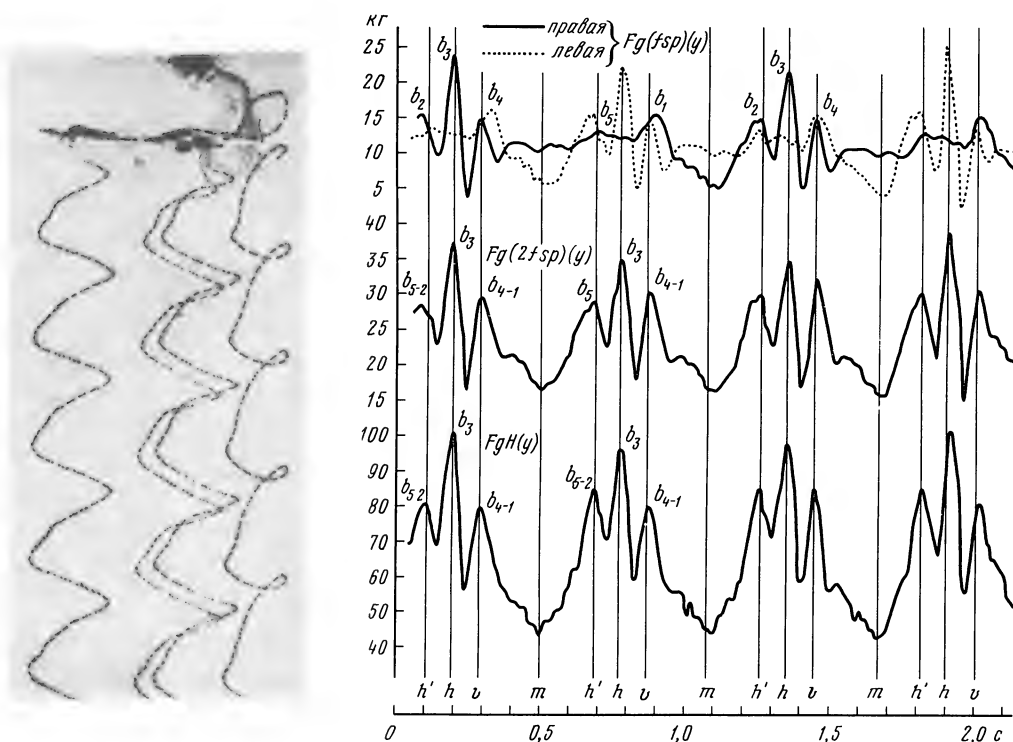 кг
правая
левая
Fg(fsp)(y)
25
20
15
10
5
b₂
b₃
b₄
b₅
b₁
b₂
b₃
b₄
40
35
30
25
20
15
Fg(2fsp)(y)
b₅₋₂
b₃
b₄₋₁
b₅
b₃
b₄₋₁
100
90
80
70
60
50
40
FgH(y)
b₅₋₂
b₃
b₄₋₁
b₆₋₂
b₃
b₄₋₁
h' h υ m h' h υ m h' h υ m h' h υ
0 0,5 1,0 1,5 2,0 c